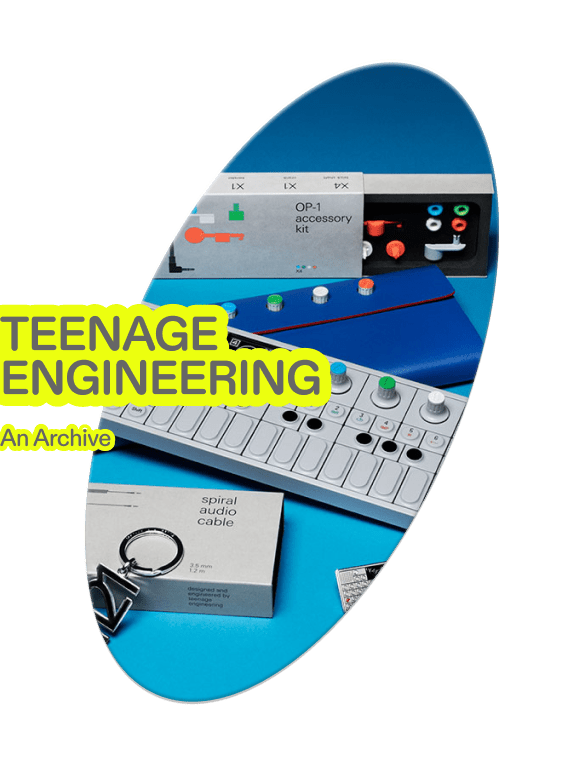 X1
X1
X4
OP-1
accessory
kit
TEENAGE
ENGINEERING
An Archive
spiral
audio
cable
3.5 mm
1.2 m
designed and
engineered by
teenage
engineering